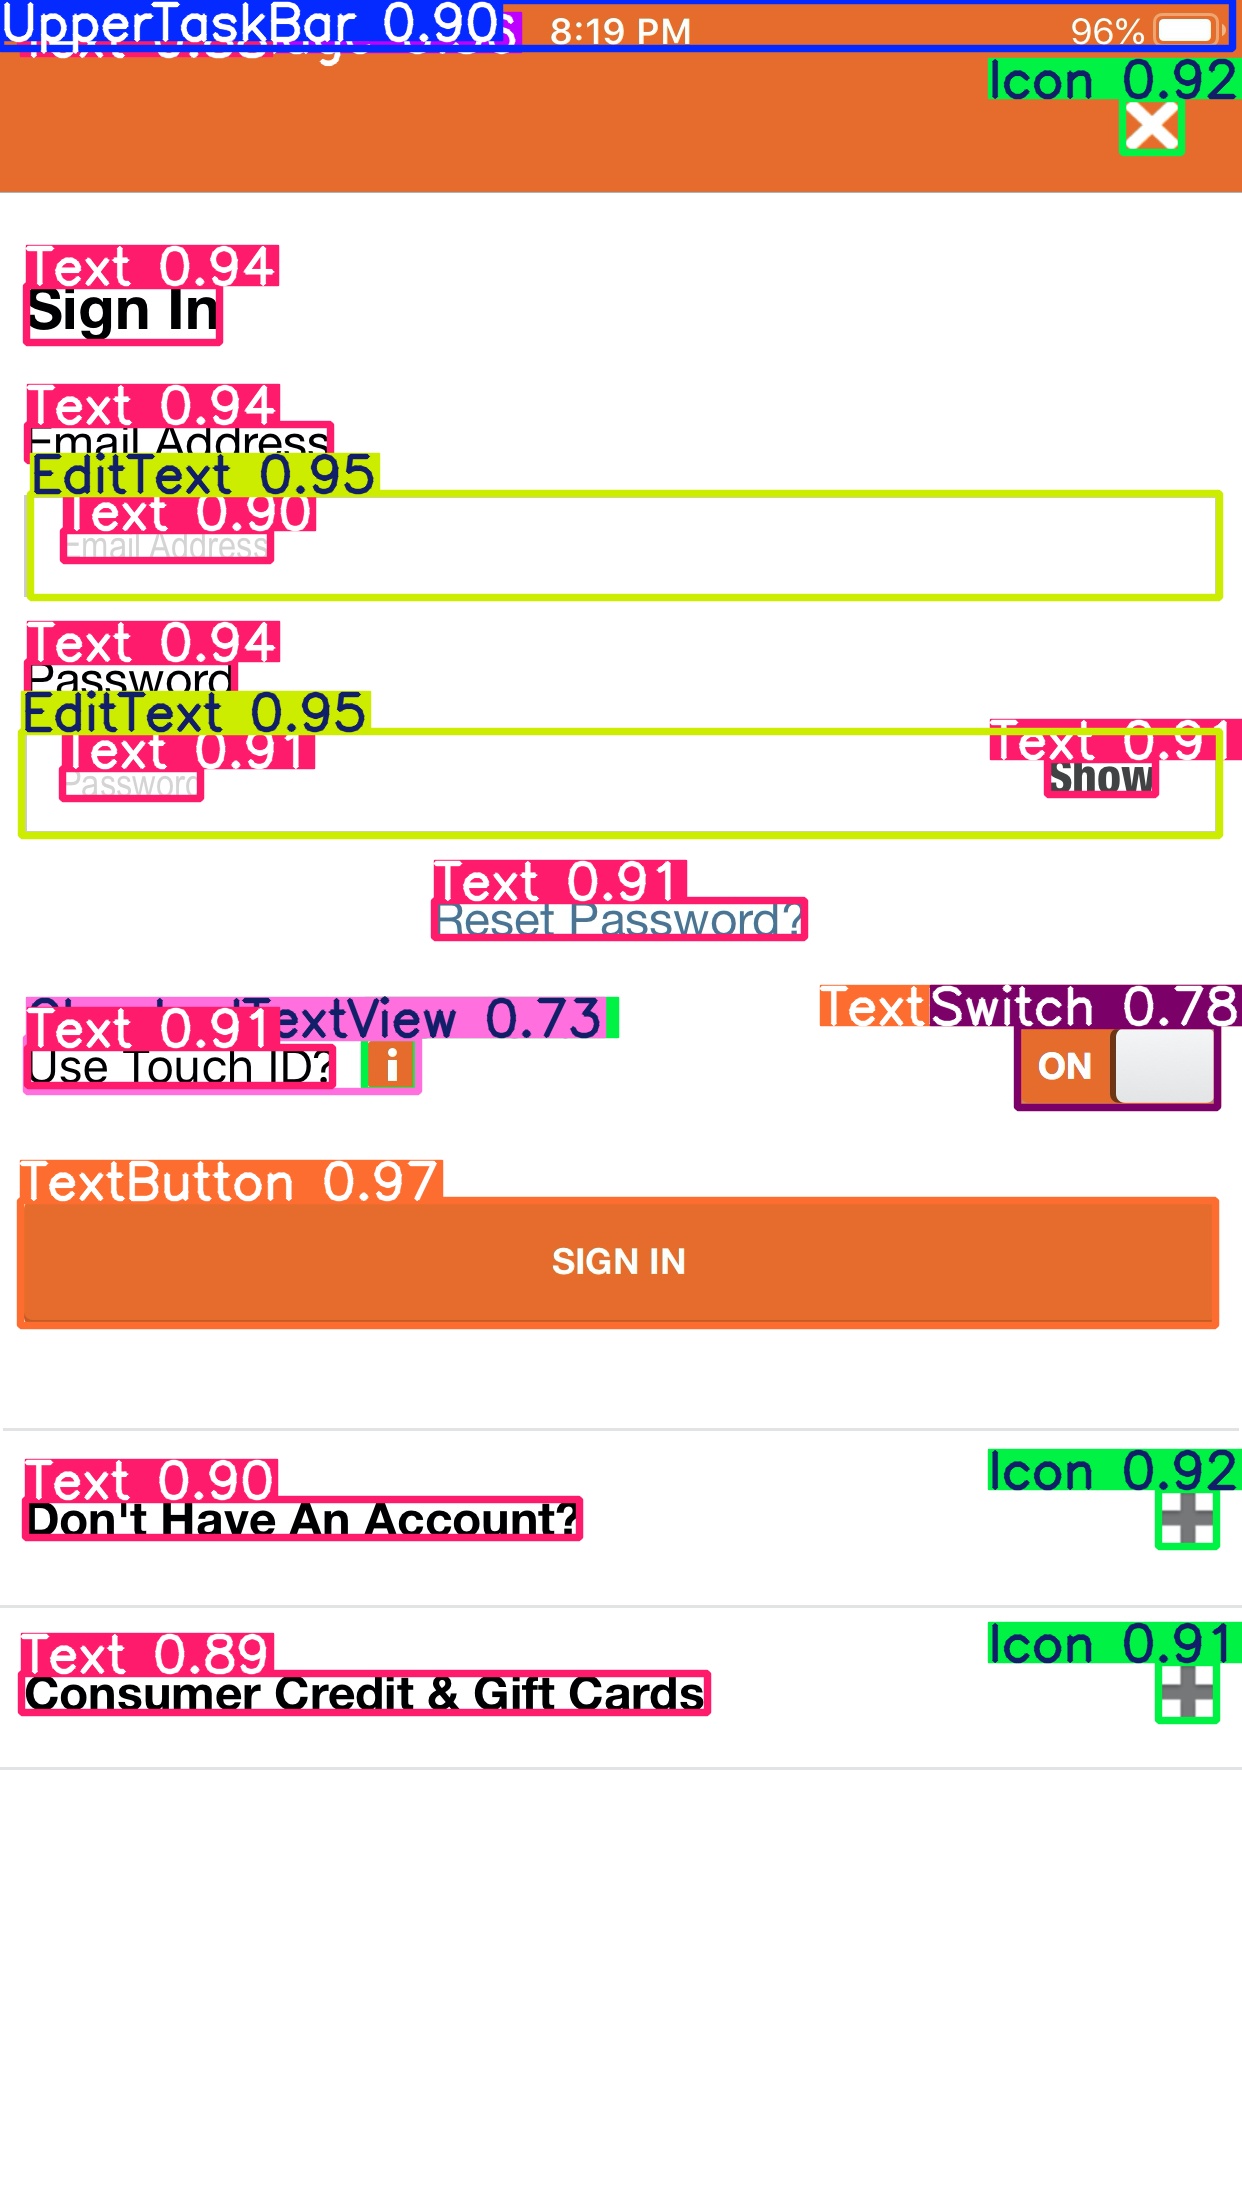 UpperTaskBar 0.90 8:19 PM 96%
Icon 0.92
Text 0.94
Sign In
Text 0.94
Email Address
EditText 0.95
Text 0.90
Email Address
Text 0.94
Password
EditText 0.95
Text 0.91 Text 0.91
Password Show
Text 0.91
Reset Password?
TextView 0.73 Text Switch 0.78
Text 0.91
Use Touch ID? i ON
TextButton 0.97
SIGN IN
Text 0.90 Icon 0.92
Don't Have An Account?
Text 0.89 Icon 0.91
Consumer Credit & Gift Cards